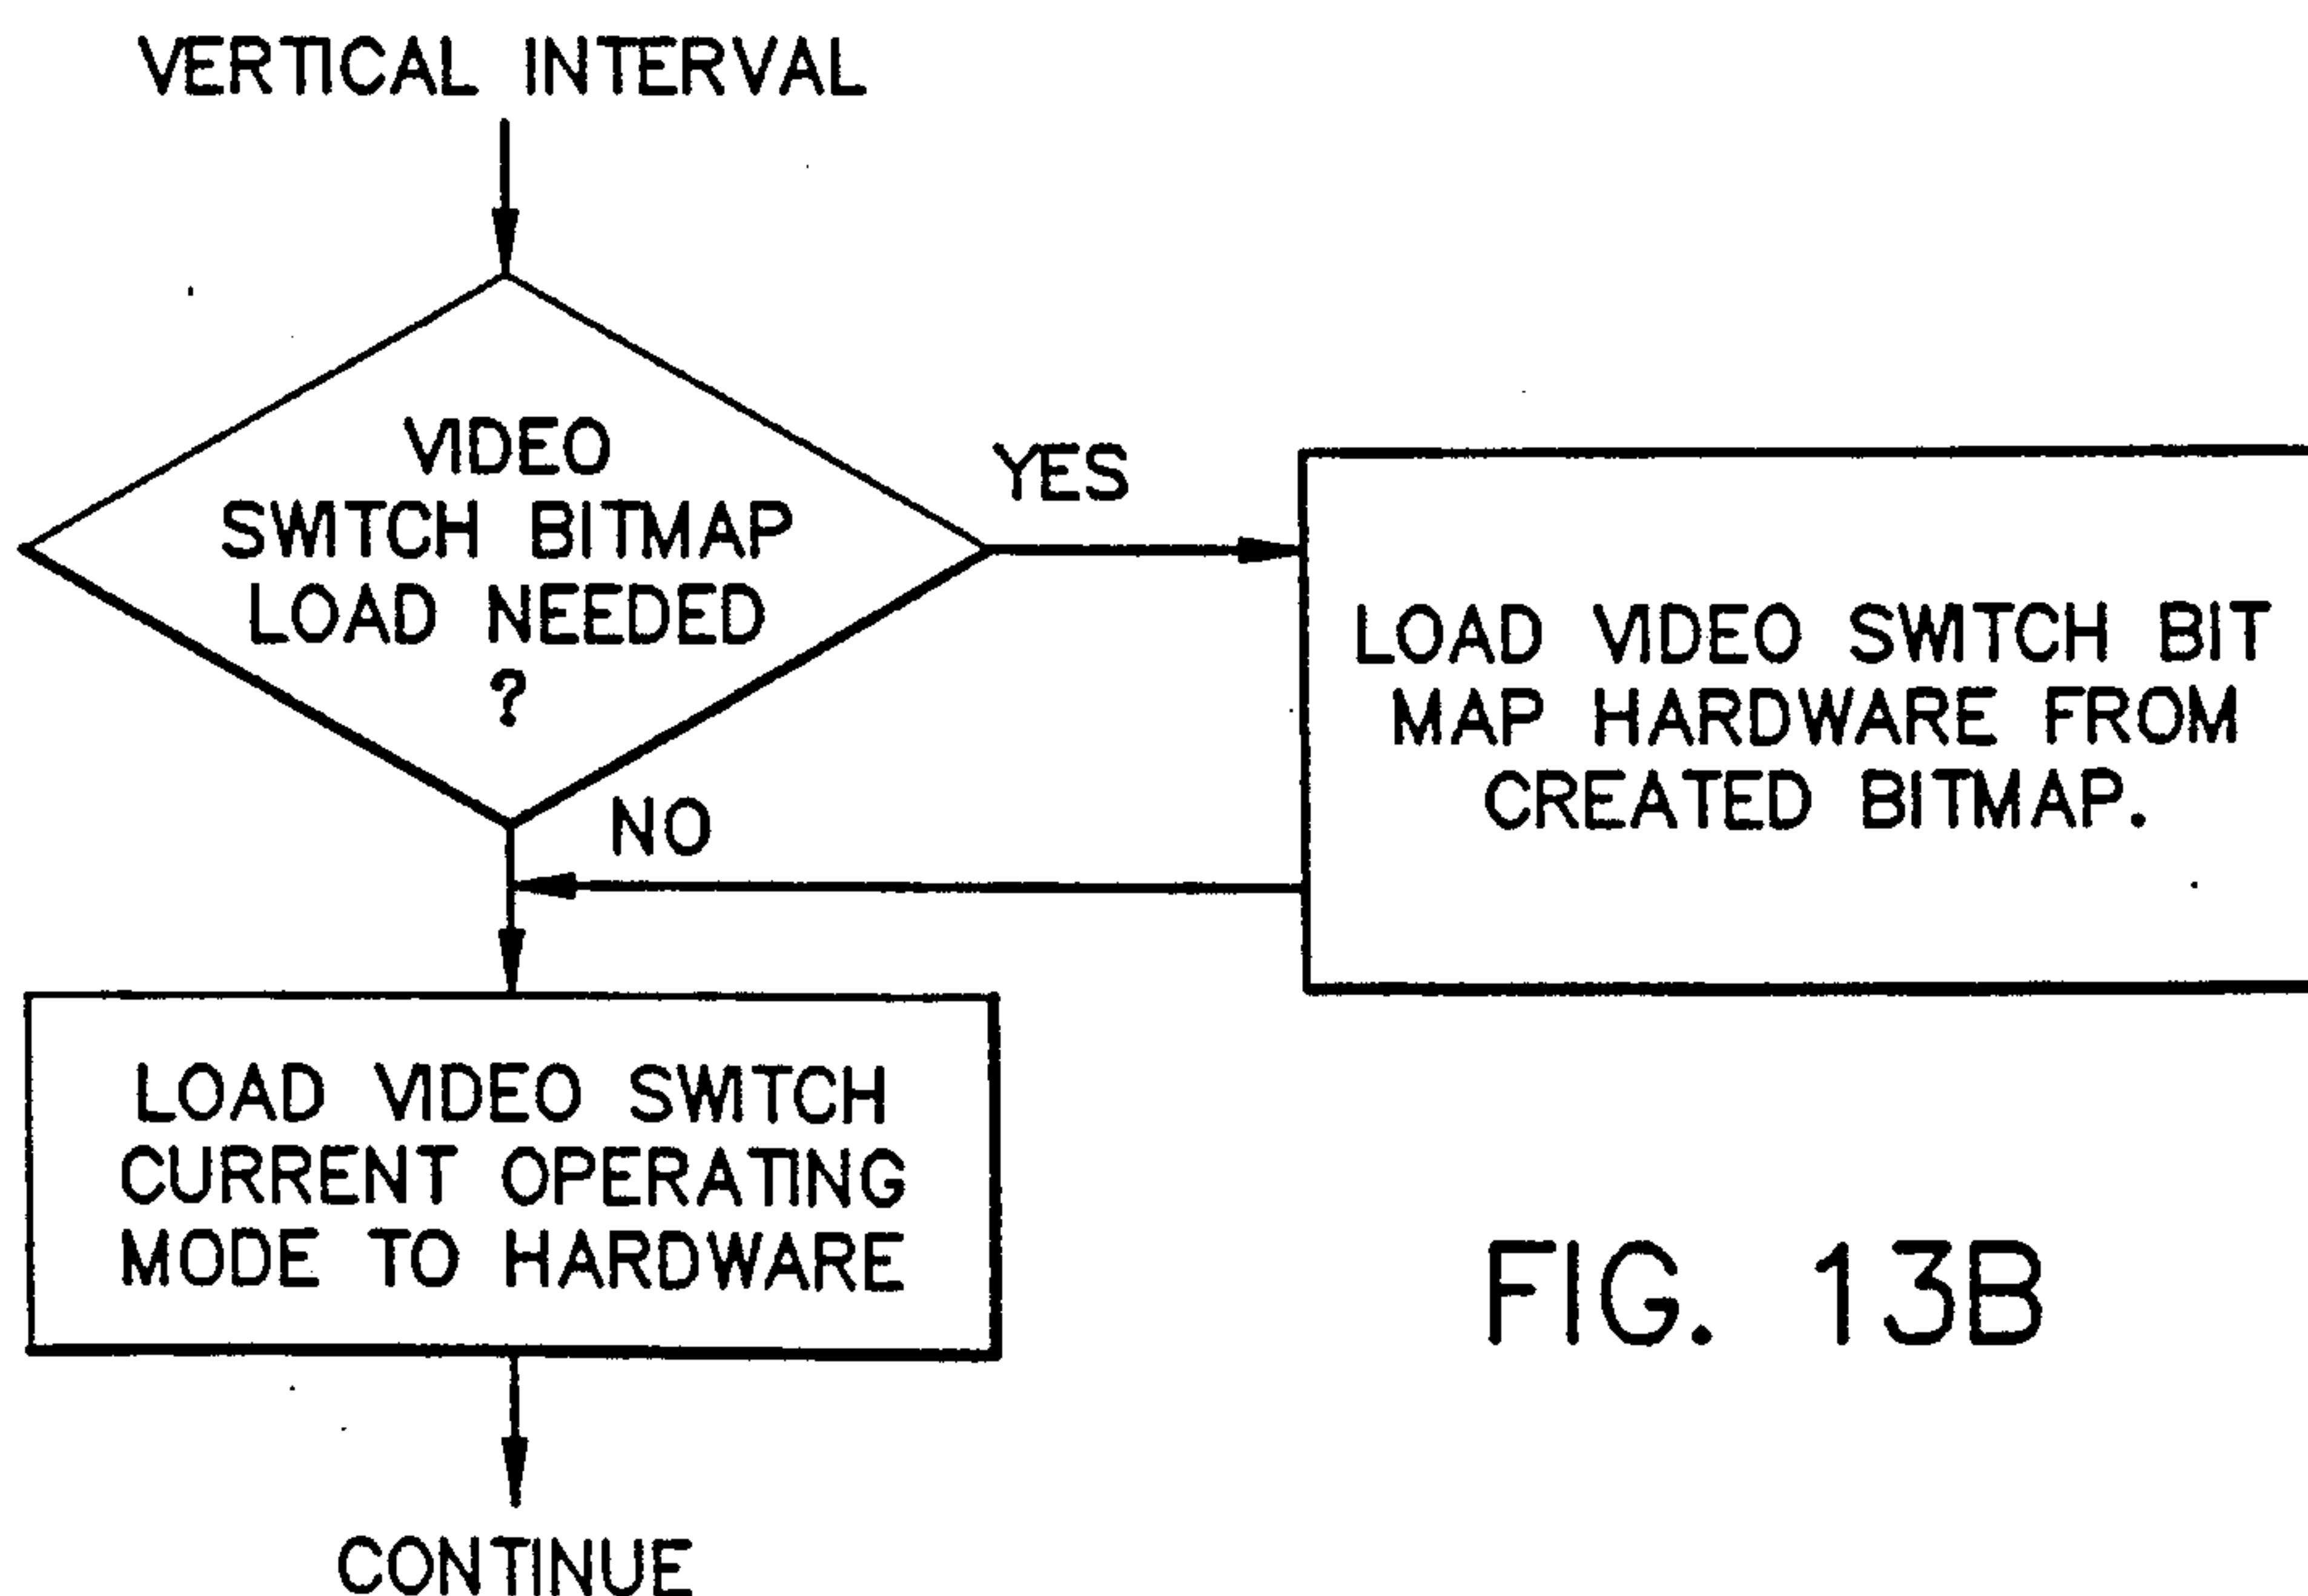 VERTICAL INTERVAL
VIDEO
SWITCH BITMAP
LOAD NEEDED
?
YES
LOAD VIDEO SWITCH BIT
MAP HARDWARE FROM
CREATED BITMAP.
NO
LOAD VIDEO SWITCH
CURRENT OPERATING
MODE TO HARDWARE
CONTINUE
FIG. 13B